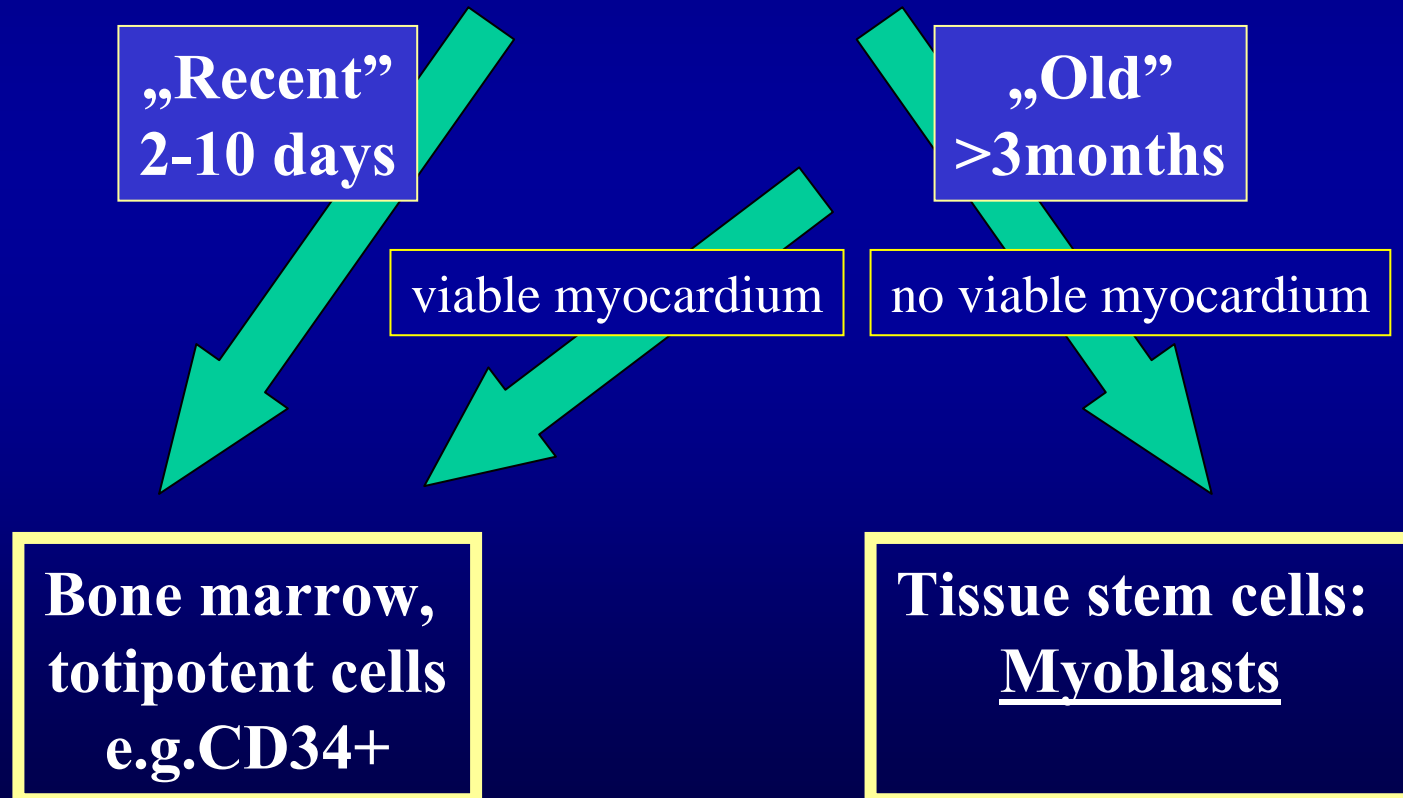 „Recent”
2-10 days
„Old”
>3months
viable myocardium
no viable myocardium
Bone marrow,
totipotent cells
e.g.CD34+
Tissue stem cells:
Myoblasts